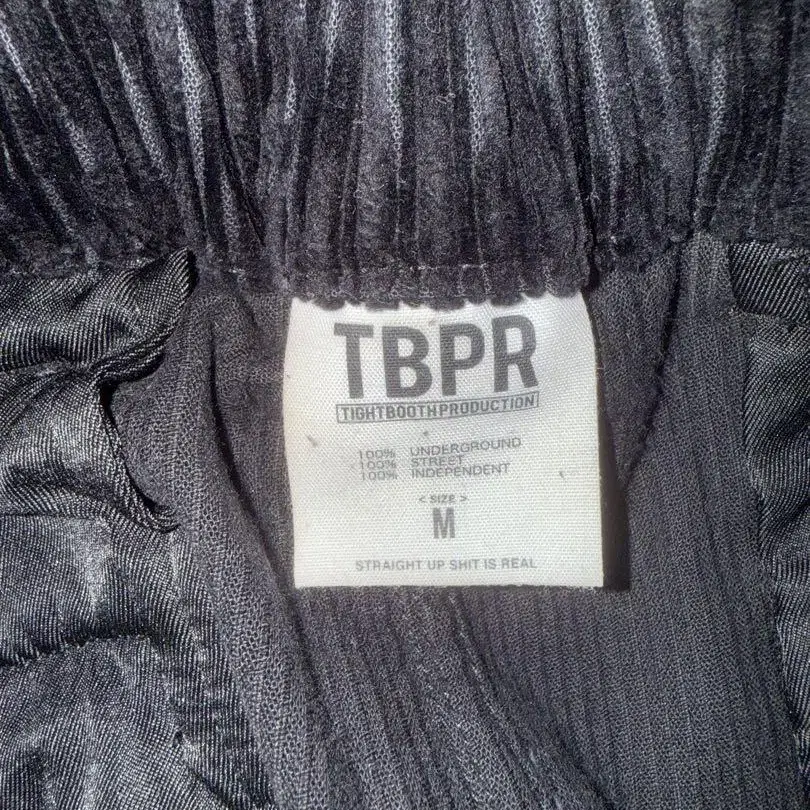 TBPR
TIGHTBOOTHPRODUCTION
100% UNDERGROUND
100% STREET
100% INDEPENDENT
< SIZE >
M
STRAIGHT UP SHIT IS REAL